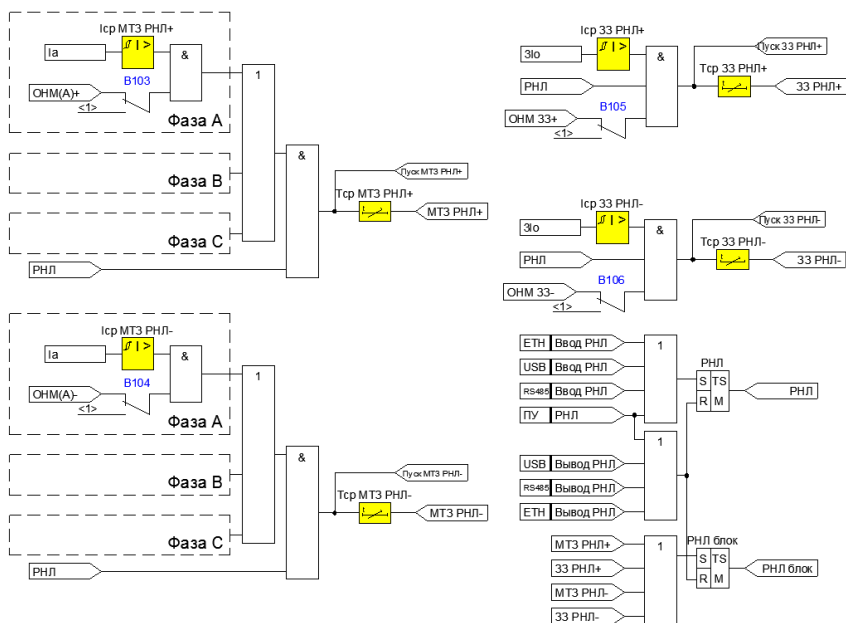 Iср МТЗ РНЛ+
Ia
I >
&
1
В103
ОНМ(А)+
<1>
Фаза А
Фаза В
Фаза С
&
Пуск МТЗ РНЛ+
Тср МТЗ РНЛ+
МТЗ РНЛ+
РНЛ
Iср МТЗ РНЛ-
Ia
I >
&
1
В104
ОНМ(А)-
<1>
Фаза А
Фаза В
Фаза С
&
Пуск МТЗ РНЛ-
Тср МТЗ РНЛ-
МТЗ РНЛ-
РНЛ
Iср ЗЗ РНЛ+
3Io
I >
&
Пуск ЗЗ РНЛ+
Тср ЗЗ РНЛ+
РНЛ
ЗЗ РНЛ+
В105
ОНМ ЗЗ+
<1>
Iср ЗЗ РНЛ-
3Io
I >
&
Пуск ЗЗ РНЛ-
Тср ЗЗ РНЛ-
РНЛ
ЗЗ РНЛ-
В106
ОНМ ЗЗ-
<1>
ETH Ввод РНЛ
1
USB Ввод РНЛ
РНЛ
RS485 Ввод РНЛ
S TS
РНЛ
ПУ РНЛ
R M
1
USB Вывод РНЛ
RS485 Вывод РНЛ
ETH Вывод РНЛ
МТЗ РНЛ+
1
РНЛ блок
ЗЗ РНЛ+
S TS
РНЛ блок
МТЗ РНЛ-
R M
ЗЗ РНЛ-